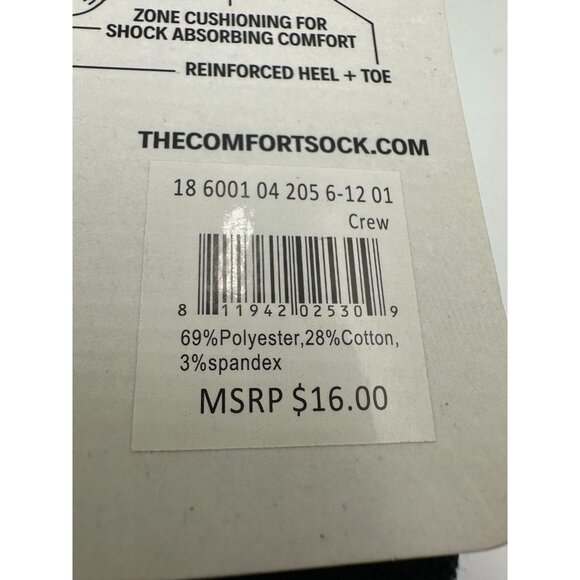 ZONE CUSHIONING FOR
SHOCK ABSORBING COMFORT
REINFORCED HEEL + TOE
THECOMFORTSOCK.COM
18 6001 04 205 6-12 01
Crew
8 11942 02530 9
69%Polyester,28%Cotton,
3%spandex
MSRP $16.00